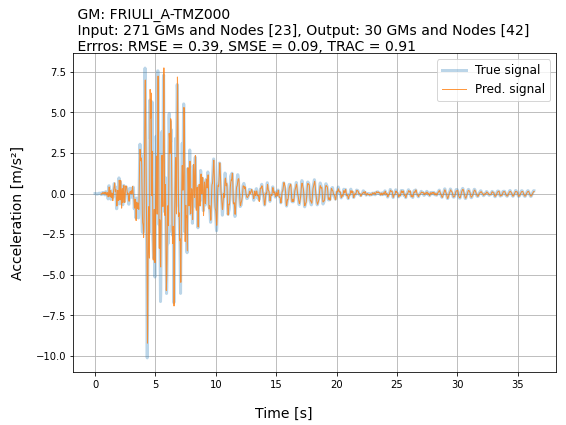 GM: FRIULI_A-TMZ000
Input: 271 GMs and Nodes [23], Output: 30 GMs and Nodes [42]
Erros: RMSE = 0.39, SMSE = 0.09, TRAC = 0.91
True signal
Pred. signal
Acceleration [m/s²]
7.5
5.0
2.5
0.0
−2.5
−5.0
−7.5
−10.0
0 5 10 15 20 25 30 35
Time [s]